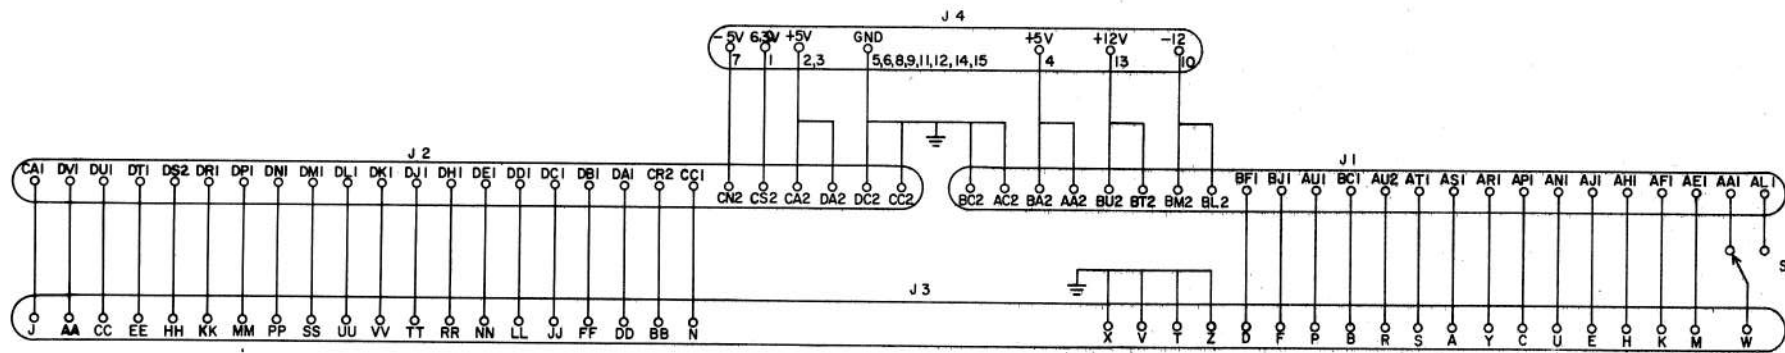 J 4
-5V 6.3V +5V GND +5V +12V -12
7 1 2,3 5,6,8,9,11,12,14,15 4 13 10
J 2
J 1
CA1 DV1 DU1 DT1 DS2 DR1 DP1 DN1 DM1 DL1 DK1 DJ1 DH1 DE1 DD1 DC1 DB1 DA1 CR2 CC1
BF1 BJ1 AU1 BC1 AU2 AT1 AS1 AR1 AP1 AN1 AJ1 AH1 AF1 AE1 AA1 AL1
CN2 CS2 CA2 DA2 DC2 CC2 BC2 AC2 BA2 AA2 BU2 BT2 BM2 BL2
S
J 3
J AA CC EE HH KK MM PP SS UU VV TT RR NN LL JJ FF DD BB N X V T Z D F P B R S A Y C U E H K M W